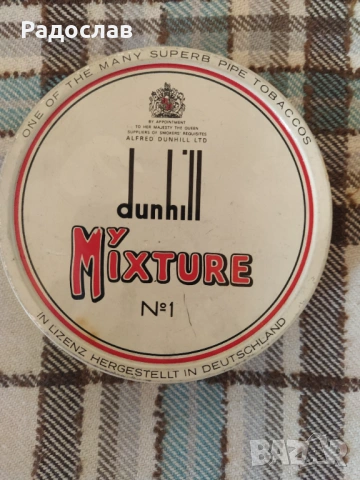 Радослав
ONE OF THE MANY SUPERB PIPE TOBACCOS
BY APPOINTMENT
TO HER MAJESTY THE QUEEN
SUPPLIERS OF SMOKERS' REQUISITES
ALFRED DUNHILL LTD
dunhill
MY MIXTURE
Nº1
IN LIZENZ HERGESTELLT IN DEUTSCHLAND
BAZAR